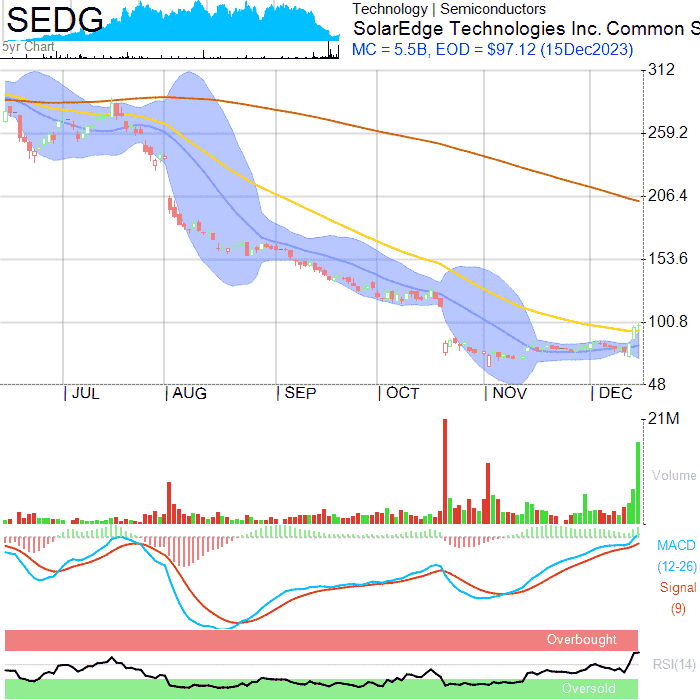 SEDG
5yr Chart
Technology | Semiconductors
SolarEdge Technologies Inc. Common S
MC = 5.5B, EOD = $97.12 (15Dec2023)
312
259.2
206.4
153.6
100.8
48
JUL AUG SEP OCT NOV DEC
21M
Volume
MACD
(12-26)
Signal
(9)
Overbought
RSI(14)
Oversold